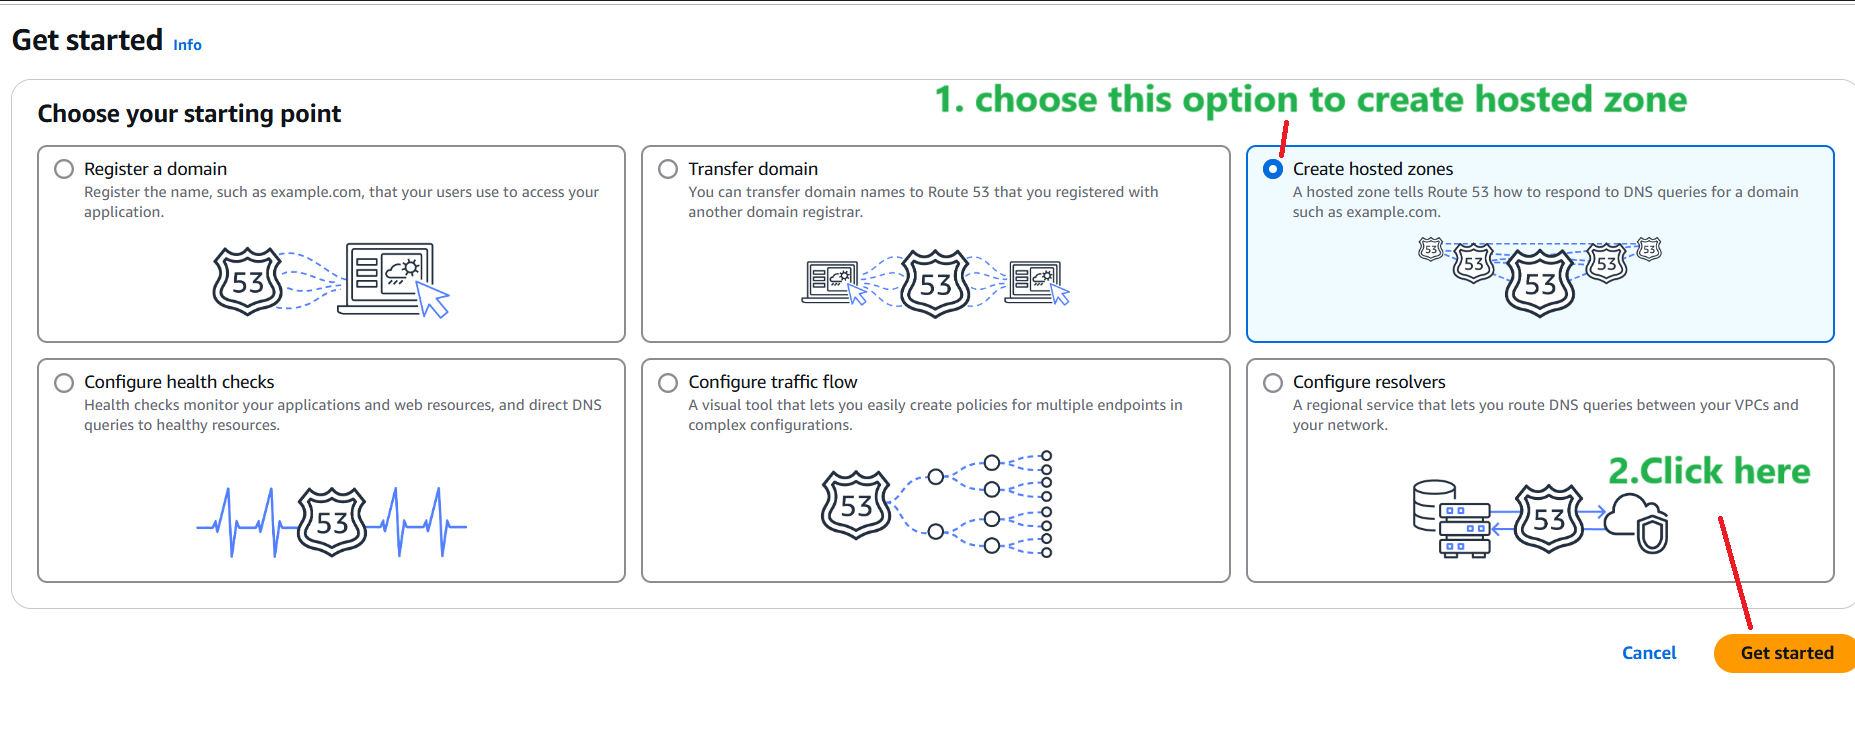 Get started Info
1. choose this option to create hosted zone
Choose your starting point
Register a domain
Register the name, such as example.com, that your users use to access your
application.
53
Transfer domain
You can transfer domain names to Route 53 that you registered with
another domain registrar.
53
Create hosted zones
A hosted zone tells Route 53 how to respond to DNS queries for a domain
such as example.com.
53 53 53 53 53
Configure health checks
Health checks monitor your applications and web resources, and direct DNS
queries to healthy resources.
53
Configure traffic flow
A visual tool that lets you easily create policies for multiple endpoints in
complex configurations.
53
Configure resolvers
A regional service that lets you route DNS queries between your VPCs and
your network.
2.Click here
53
Cancel Get started